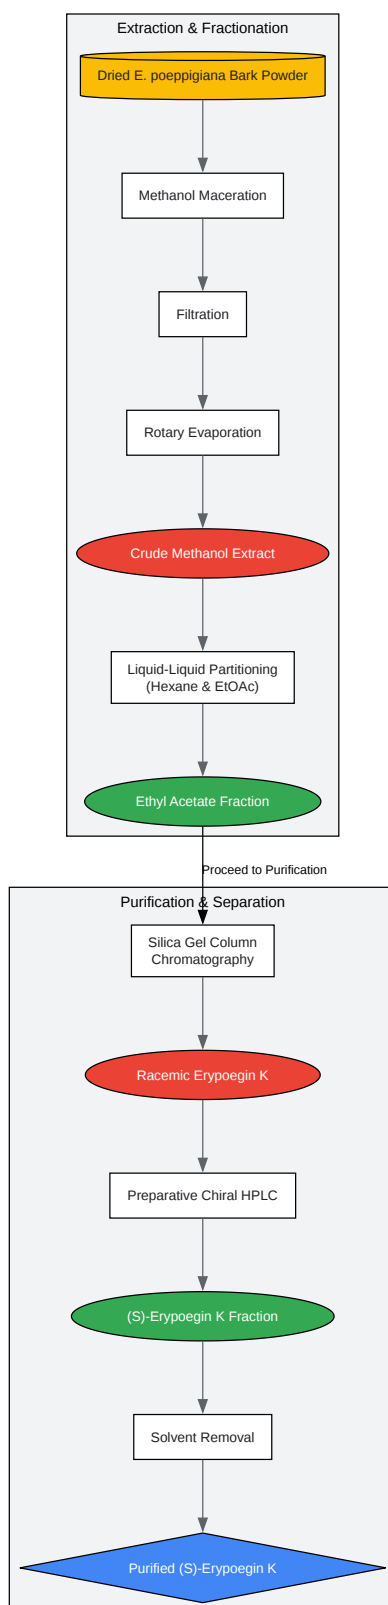 Extraction & Fractionation
Dried E. poeppigiana Bark Powder
Methanol Maceration
Filtration
Rotary Evaporation
Crude Methanol Extract
Liquid-Liquid Partitioning
(Hexane & EtOAc)
Ethyl Acetate Fraction
Proceed to Purification
Purification & Separation
Silica Gel Column
Chromatography
Racemic Erypoegin K
Preparative Chiral HPLC
(S)-Erypoegin K Fraction
Solvent Removal
Purified (S)-Erypoegin K